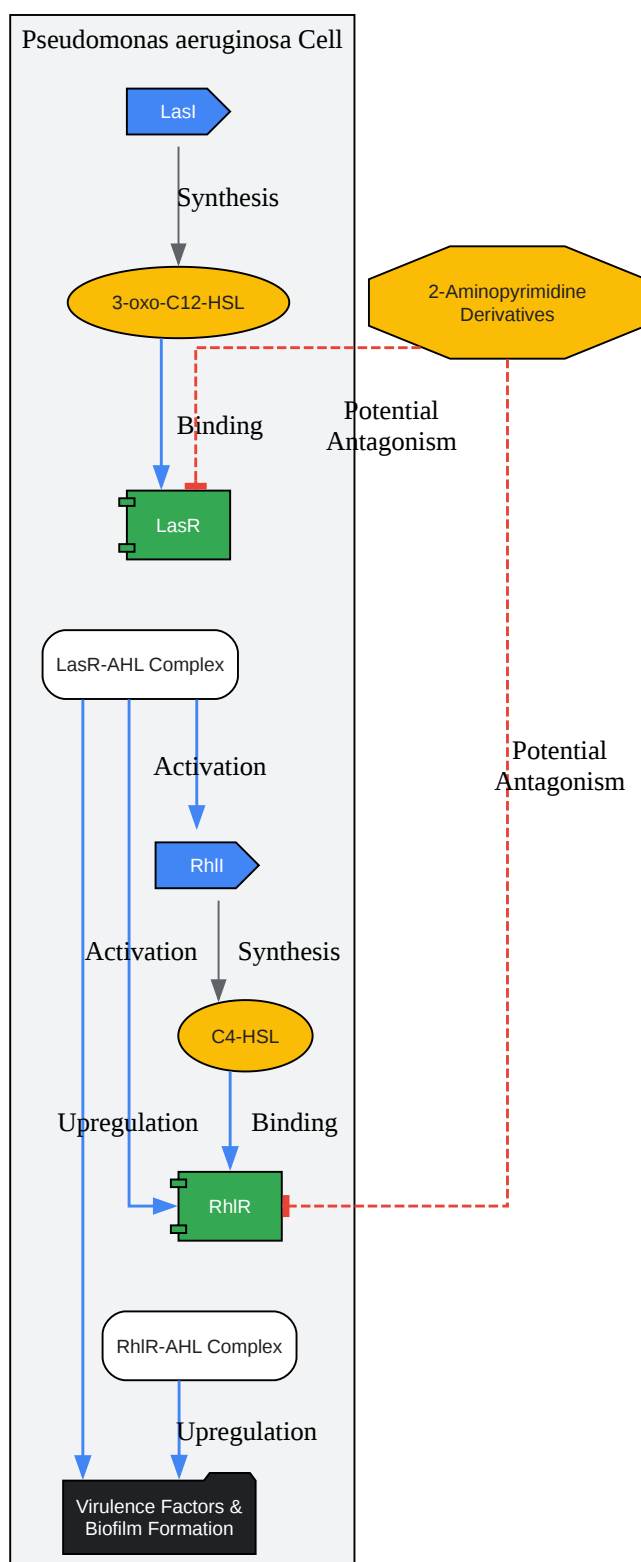 Pseudomonas aeruginosa Cell
LasI
Synthesis
3-oxo-C12-HSL
2-Aminopyrimidine
Derivatives
Binding
Potential
Antagonism
LasR
LasR-AHL Complex
Activation
Potential
Antagonism
RhlI
Activation
Synthesis
C4-HSL
Upregulation
Binding
RhlR
RhlR-AHL Complex
Upregulation
Virulence Factors &
Biofilm Formation